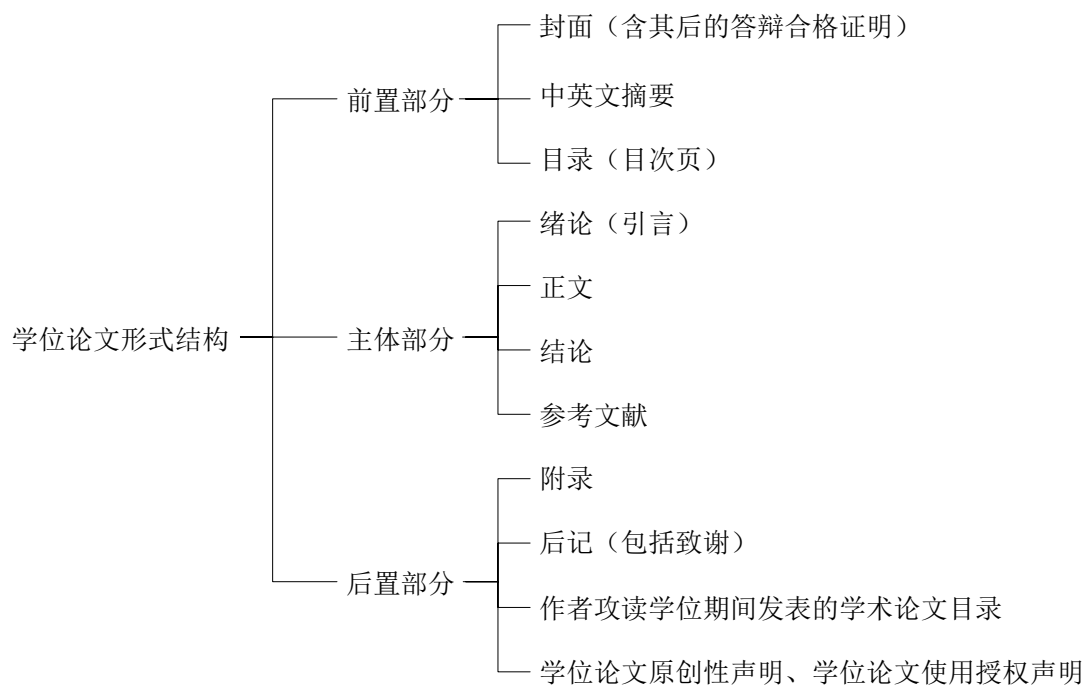 学位论文形式结构
前置部分
封面（含其后的答辩合格证明）
中英文摘要
目录（目次页）
主体部分
绪论（引言）
正文
结论
参考文献
后置部分
附录
后记（包括致谢）
作者攻读学位期间发表的学术论文目录
学位论文原创性声明、学位论文使用授权声明